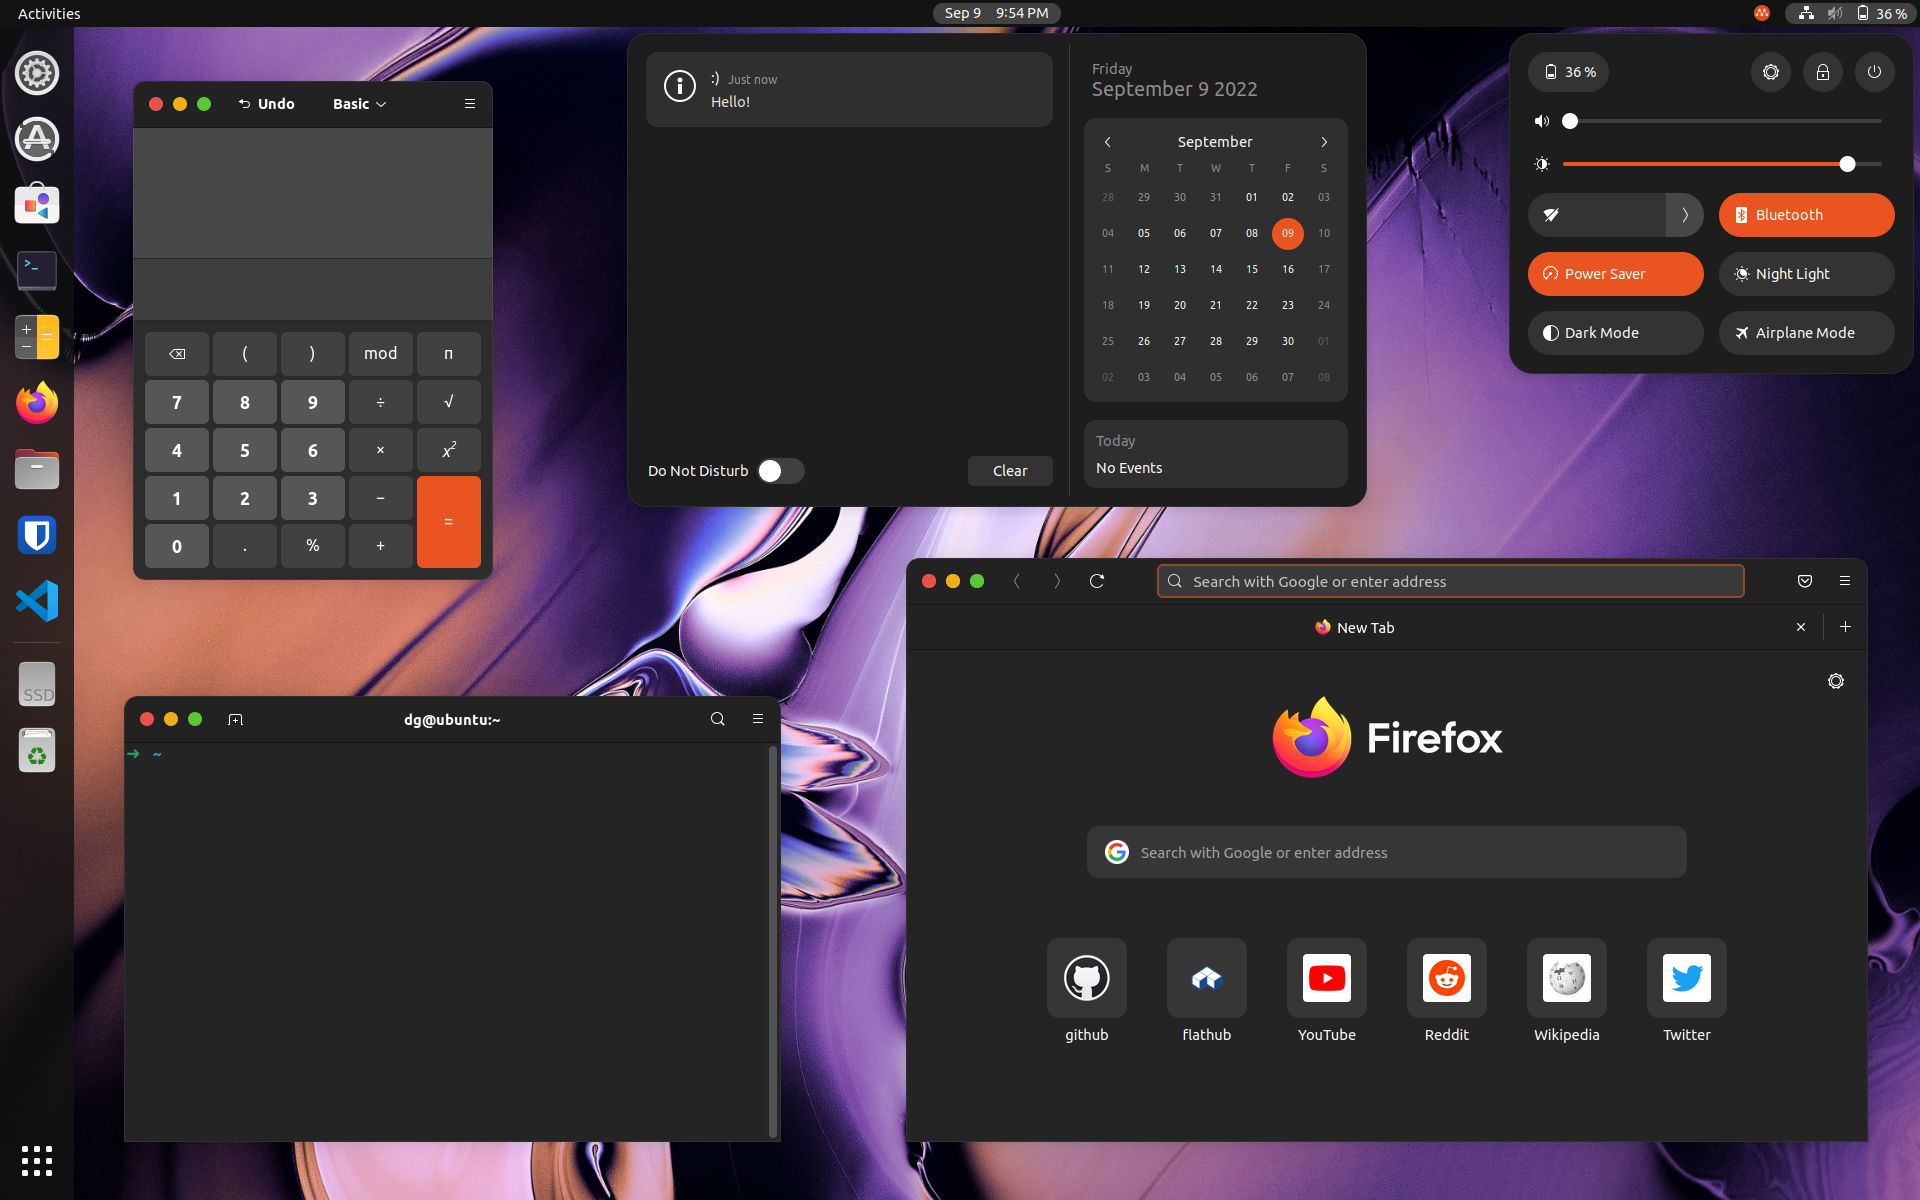 Activities
Sep 9 9:54 PM
36 %
Undo Basic
( ) mod π
7 8 9 ÷ √
4 5 6 × x²
1 2 3 − =
0 . % +
:) Just now
Hello!
Do Not Disturb Clear
Friday
September 9 2022
September
S M T W T F S
28 29 30 31 01 02 03
04 05 06 07 08 09 10
11 12 13 14 15 16 17
18 19 20 21 22 23 24
25 26 27 28 29 30 01
02 03 04 05 06 07 08
Today
No Events
36 %
Bluetooth
Power Saver Night Light
Dark Mode Airplane Mode
>_
+ − =
SSD
dg@ubuntu:~
➜ ~
Search with Google or enter address
New Tab
Firefox
Search with Google or enter address
github flathub YouTube Reddit Wikipedia Twitter